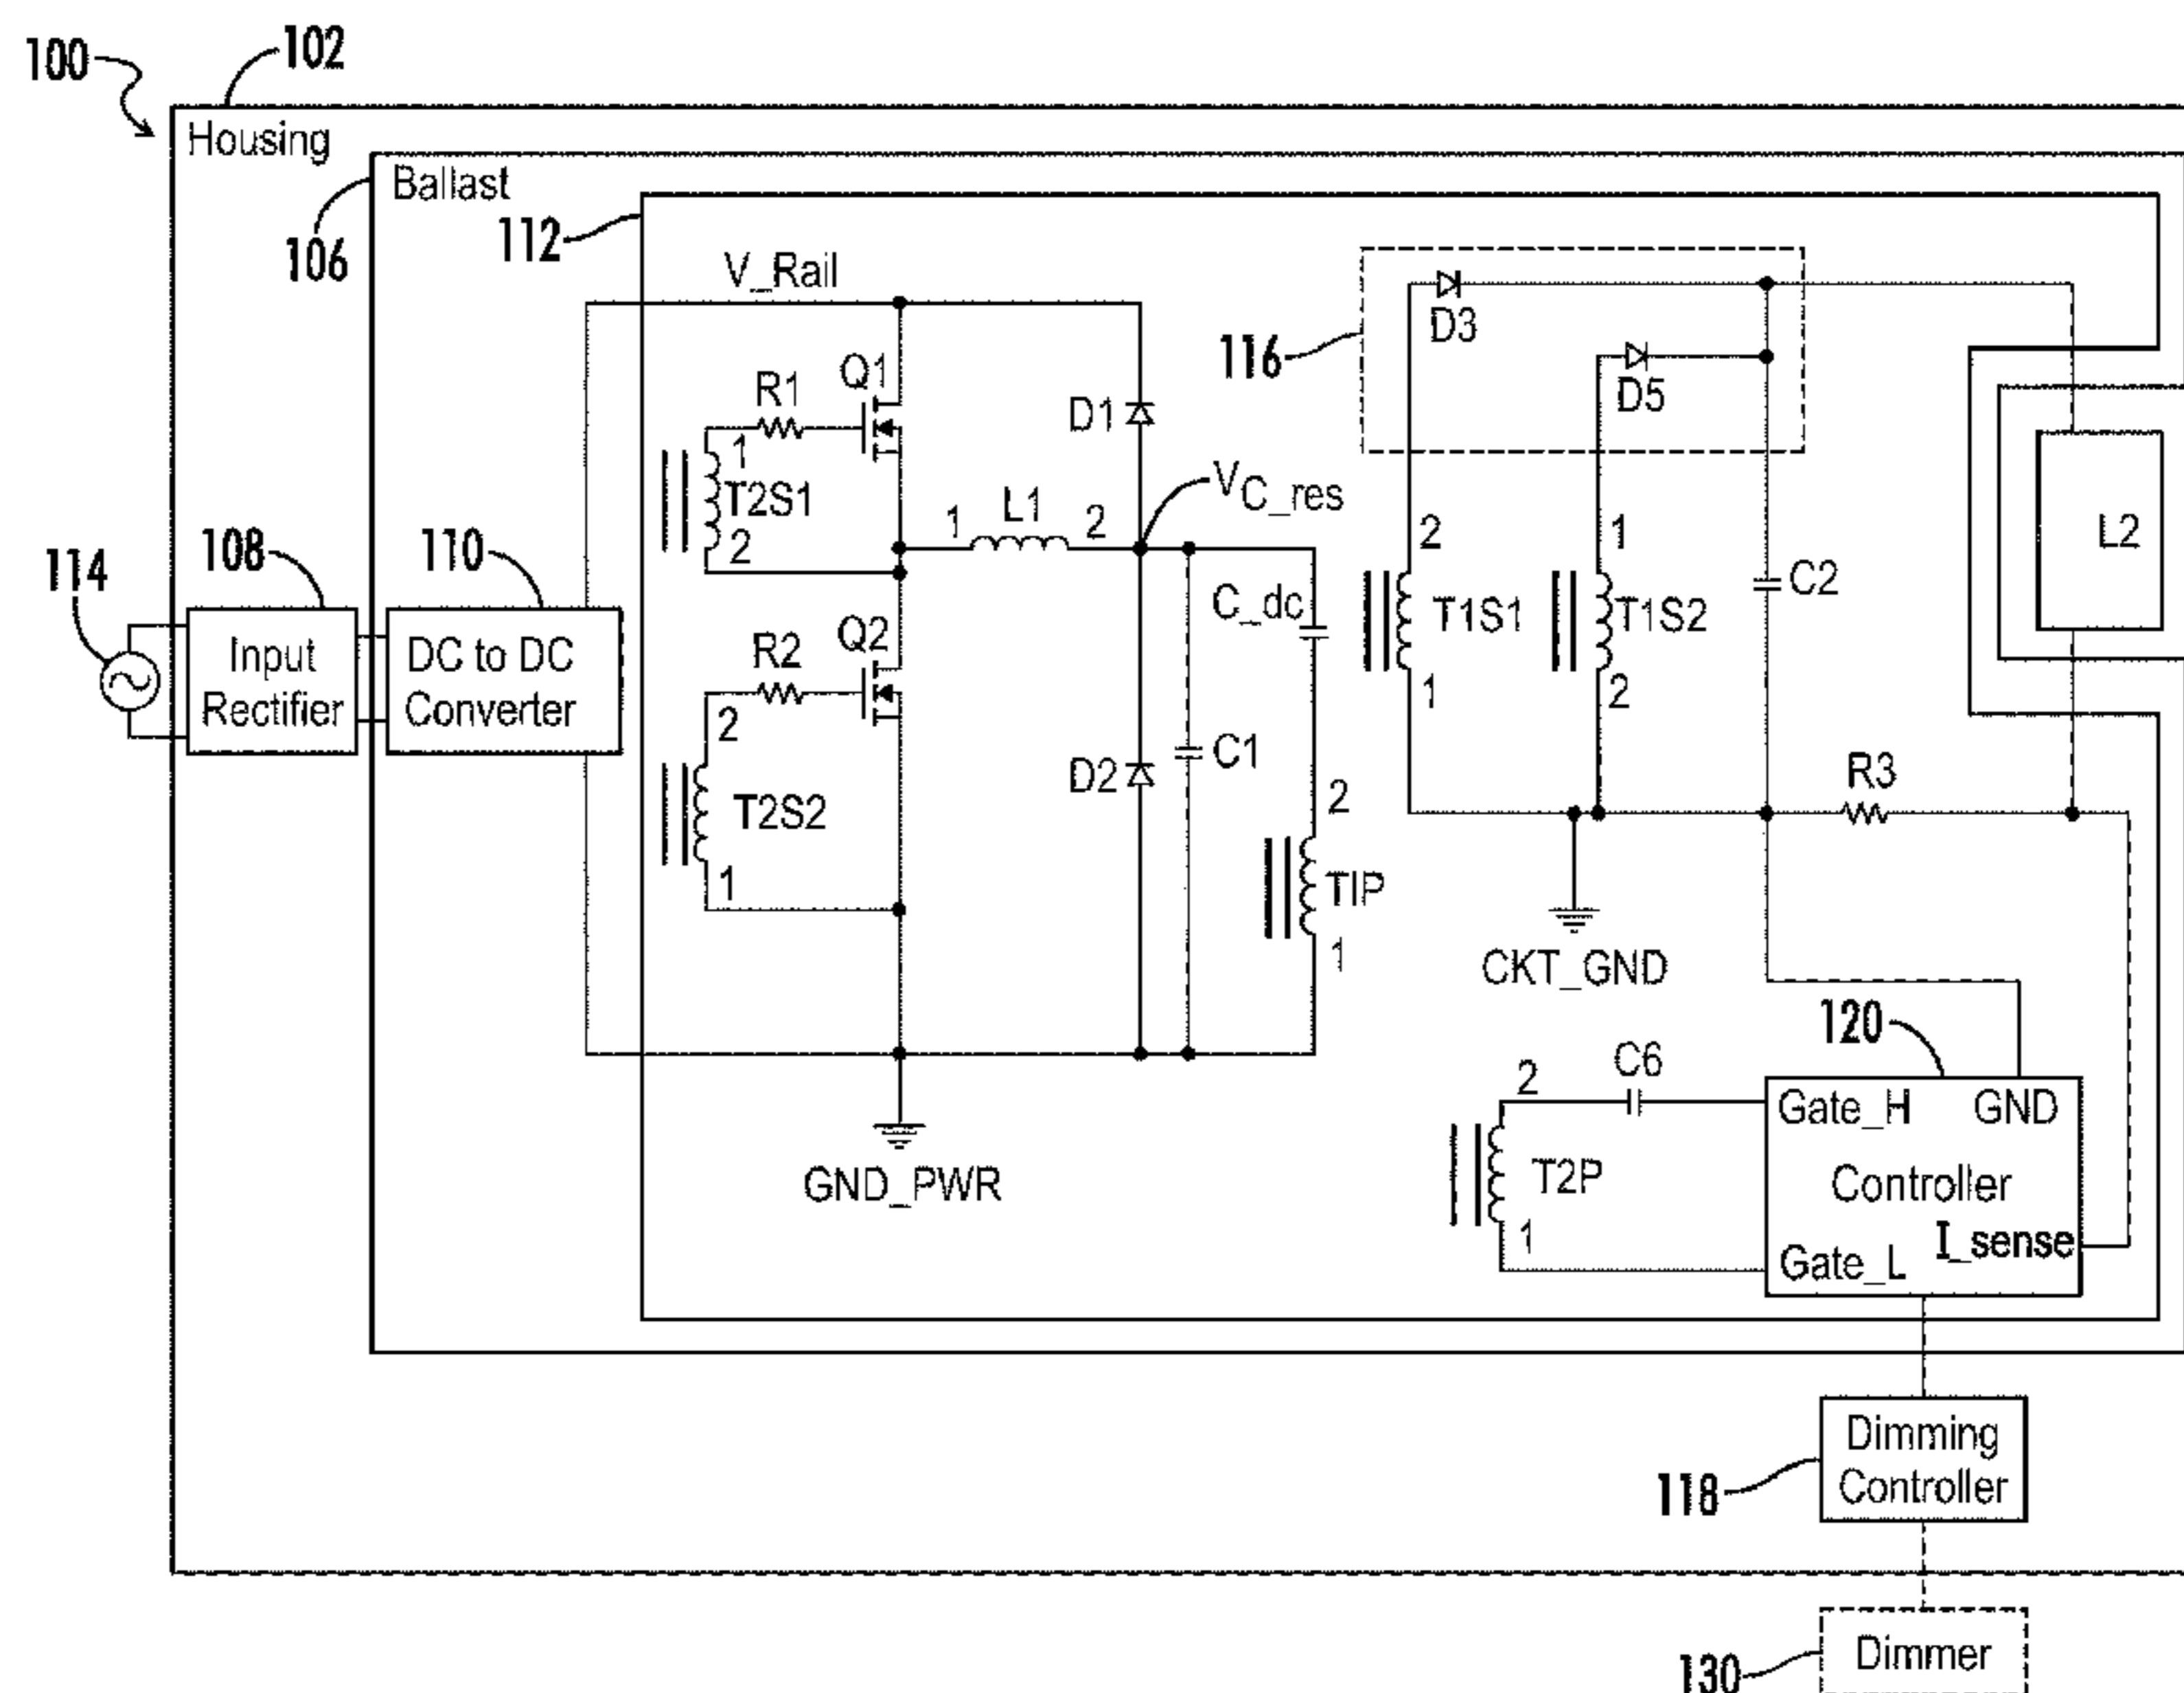 100
102
Housing
Ballast
106
112
V_Rail
116
D3
D5
R1
Q1
D1
1
T2S1
2
1
L1
2
VC_res
C_dc
2
T1S1
1
1
T1S2
2
C2
L2
114
108
Input
Rectifier
110
DC to DC
Converter
R2
Q2
2
T2S2
1
D2
C1
2
TIP
1
R3
CKT_GND
GND_PWR
120
2
C6
T2P
1
Gate_H
GND
Controller
I_sense
Gate_L
118
Dimming
Controller
130
Dimmer